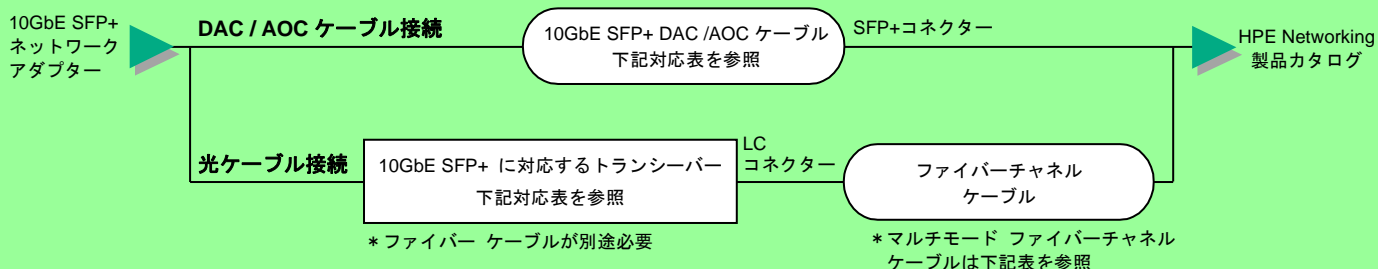 10GbE SFP+
ネットワーク
アダプター
DAC / AOC ケーブル接続
10GbE SFP+ DAC /AOC ケーブル
下記対応表を参照
SFP+コネクター
HPE Networking
製品カタログ
光ケーブル接続
10GbE SFP+ に対応するトランシーバー
下記対応表を参照
LC
コネクター
ファイバーチャネル
ケーブル
*ファイバー ケーブルが別途必要
*マルチモード ファイバーチャネル
ケーブルは下記表を参照